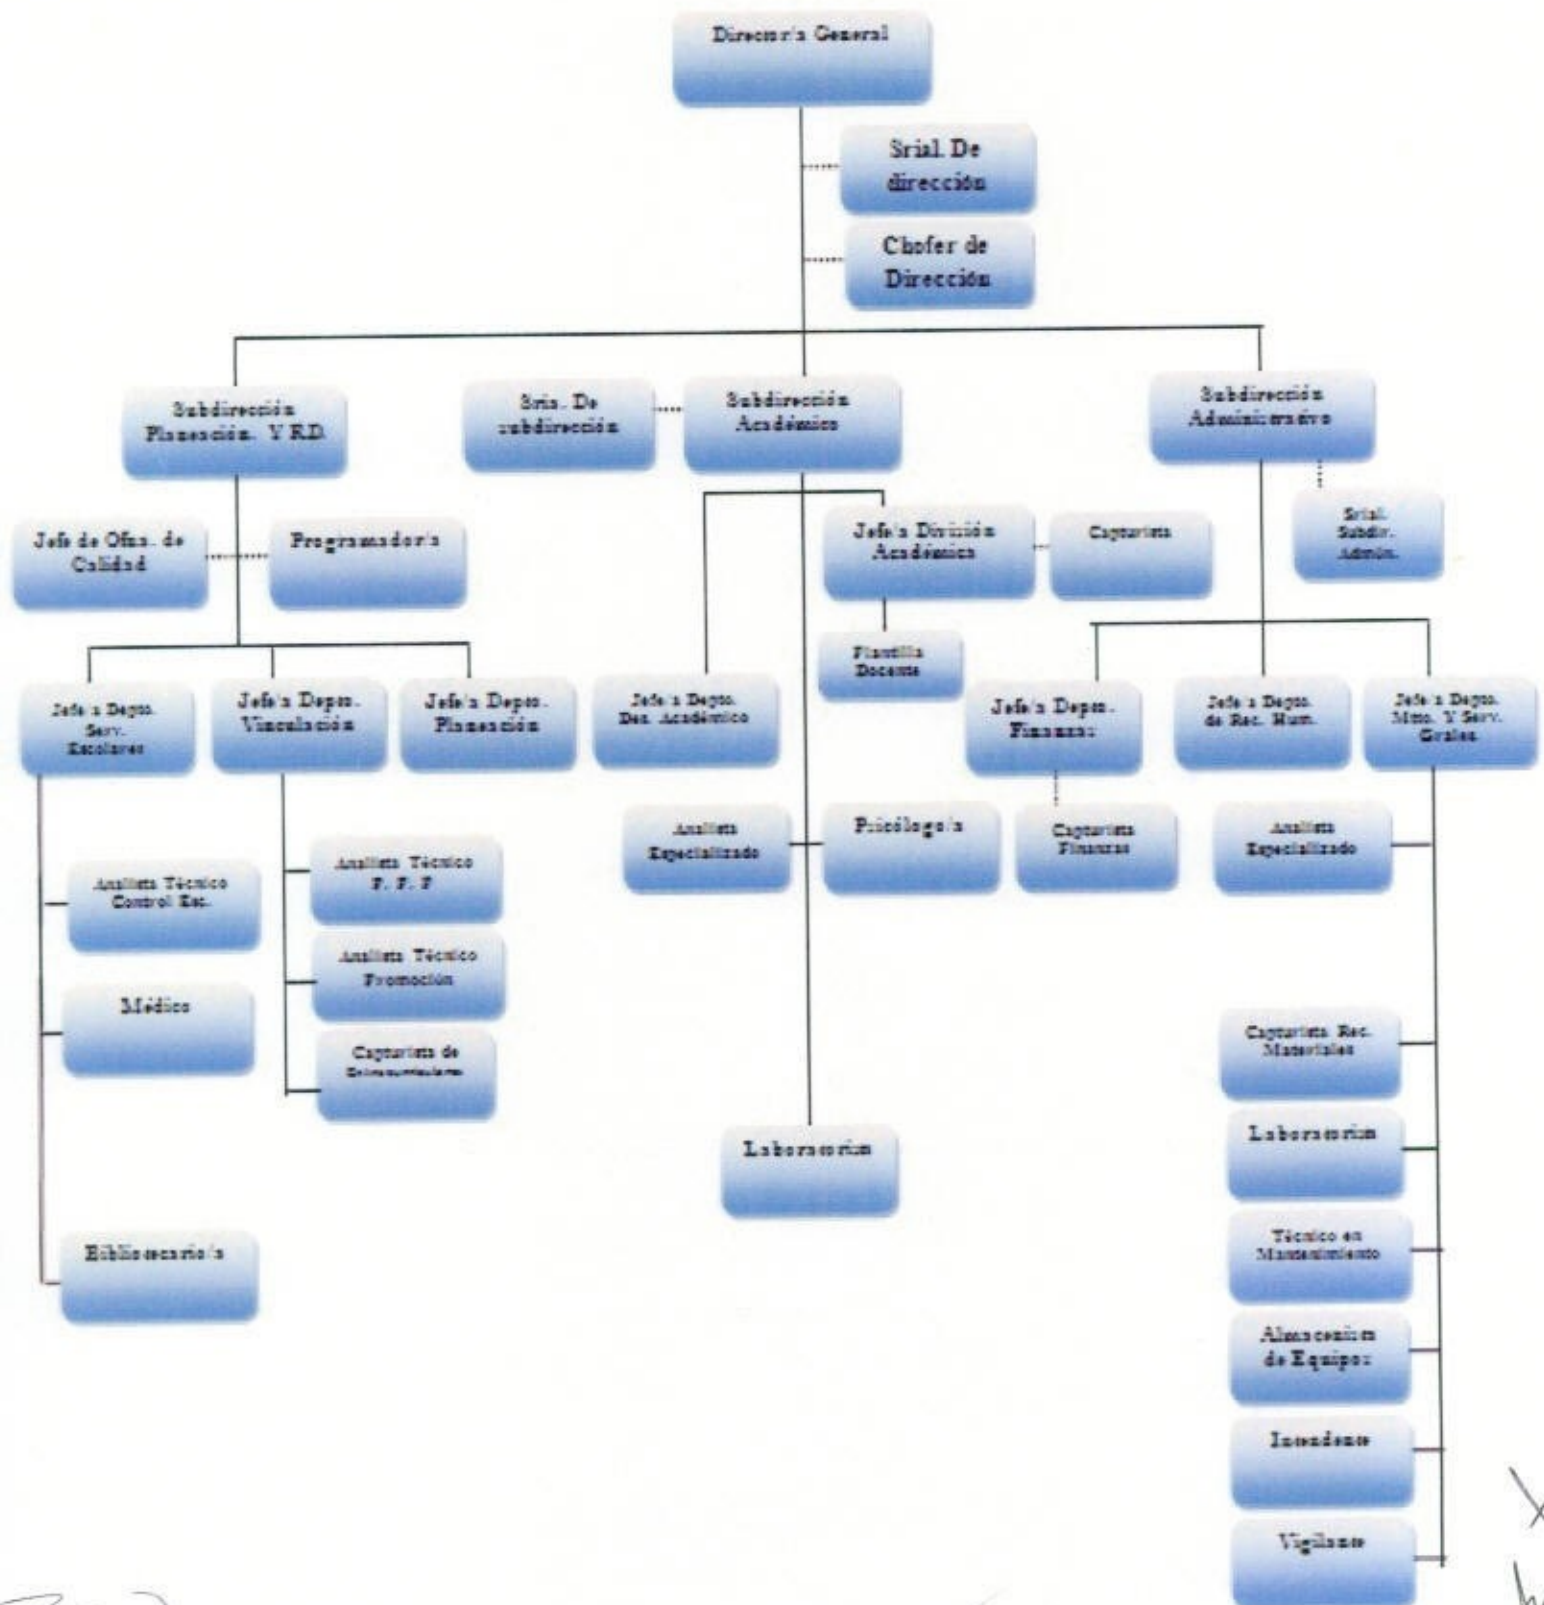 Director/a General
Srial. De
dirección
Chofer de
Dirección
Subdirección
Planeación. Y R.D.
Sria. De
subdirección
Subdirección
Académico
Subdirección
Administrativo
Jefe de Ofna. de
Calidad
Programador/a
Jefe/a División
Académica
Capturista
Srial.
Subdir.
Admón.
Plantilla
Docente
Jefe/a Depto.
Serv.
Escolares
Jefe/a Depto.
Vinculación
Jefe/a Depto.
Planeación
Jefe/a Depto.
Des. Académico
Jefe/a Depto.
Finanzas
Jefe/a Depto.
de Rec. Hum.
Jefe/a Depto.
Mtto. Y Serv.
Grales
Analista
Especializado
Psicólogo/a
Capturista
Finanzas
Analista
Especializado
Analista Técnico
Control Esc.
Analista Técnico
Médico
Analista Técnico
Promoción
Capturista de
Capturista Rec.
Materiales
Laboratorista
Laboratorista
Técnico en
Mantenimiento
Bibliotecario/a
Almacenista
de Equipos
Intendente
Vigilante